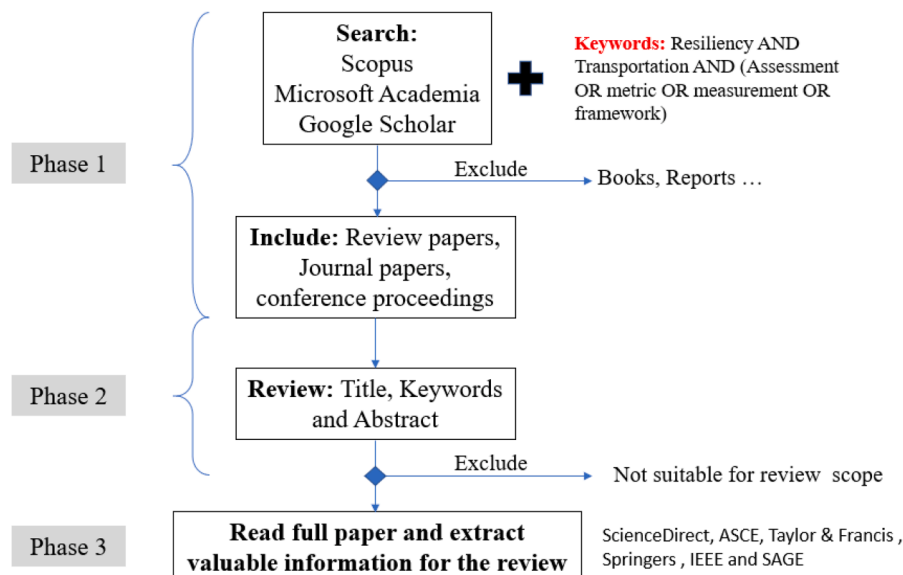 Search:
Scopus
Microsoft Academia
Google Scholar
Keywords: Resiliency AND
Transportation AND (Assessment
OR metric OR measurement OR
framework)
Phase 1
Exclude
Books, Reports …
Include: Review papers,
Journal papers,
conference proceedings
Phase 2
Review: Title, Keywords
and Abstract
Exclude
Not suitable for review scope
Phase 3
Read full paper and extract
valuable information for the review
ScienceDirect, ASCE, Taylor & Francis ,
Springers , IEEE and SAGE